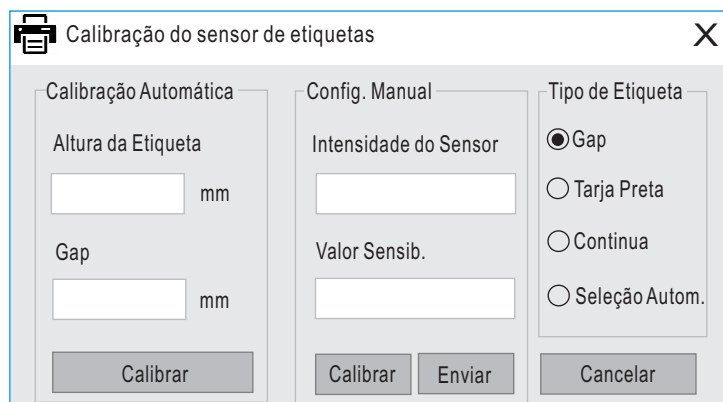 Calibração do sensor de etiquetas
X
Calibração Automática
Altura da Etiqueta
mm
Gap
mm
Calibrar
Config. Manual
Intensidade do Sensor
Valor Sensib.
Calibrar
Enviar
Tipo de Etiqueta
Gap
Tarja Preta
Continua
Seleção Autom.
Cancelar